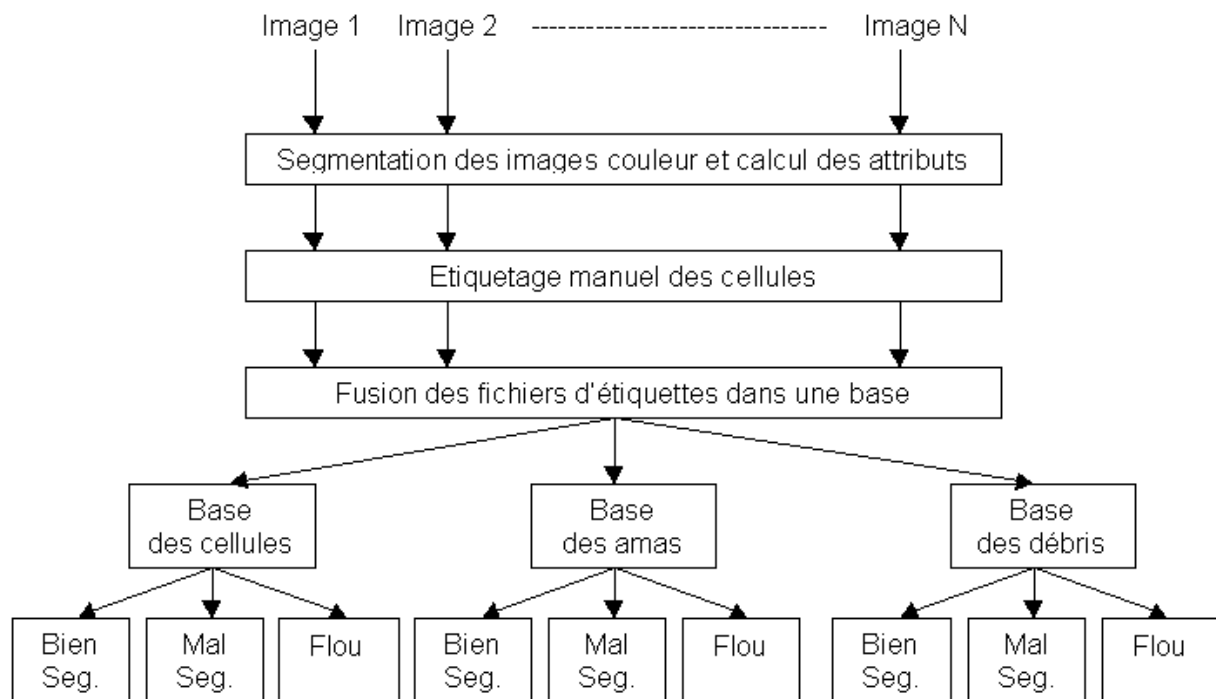 Image 1 Image 2 ------------------------------ Image N
Segmentation des images couleur et calcul des attributs
Etiquetage manuel des cellules
Fusion des fichiers d'étiquettes dans une base
Base
des cellules
Base
des amas
Base
des débris
Bien
Seg.
Mal
Seg.
Flou
Bien
Seg.
Mal
Seg.
Flou
Bien
Seg.
Mal
Seg.
Flou